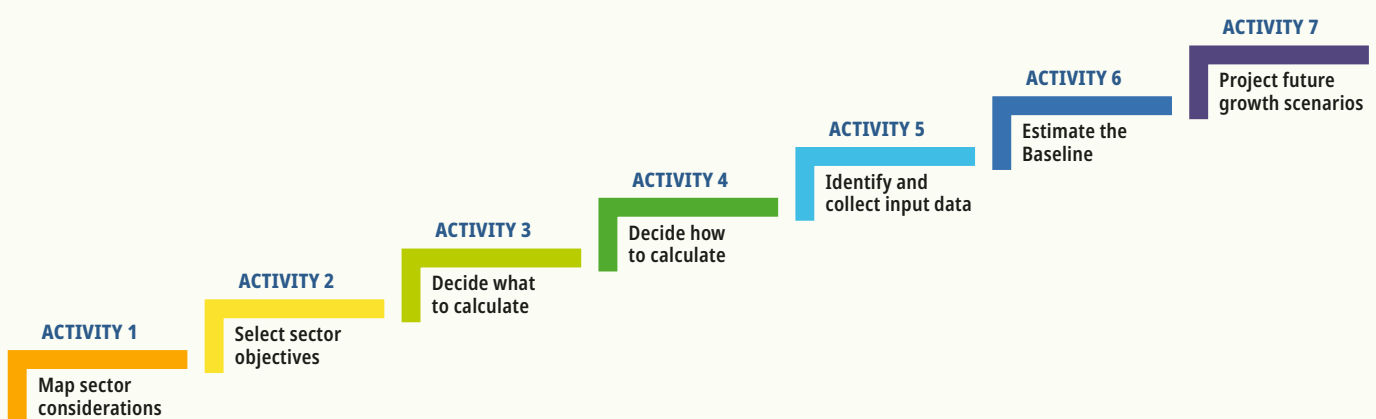 ACTIVITY 1
Map sector
considerations
ACTIVITY 2
Select sector
objectives
ACTIVITY 3
Decide what
to calculate
ACTIVITY 4
Decide how
to calculate
ACTIVITY 5
Identify and
collect input data
ACTIVITY 6
Estimate the
Baseline
ACTIVITY 7
Project future
growth scenarios